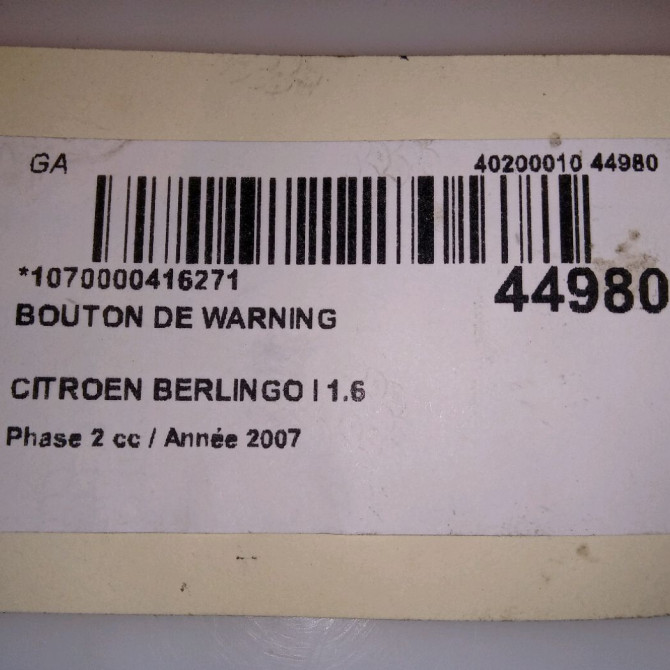 GA 40200010 44980
*1070000416271 44980
BOUTON DE WARNING
CITROEN BERLINGO I 1.6
Phase 2 cc / Année 2007